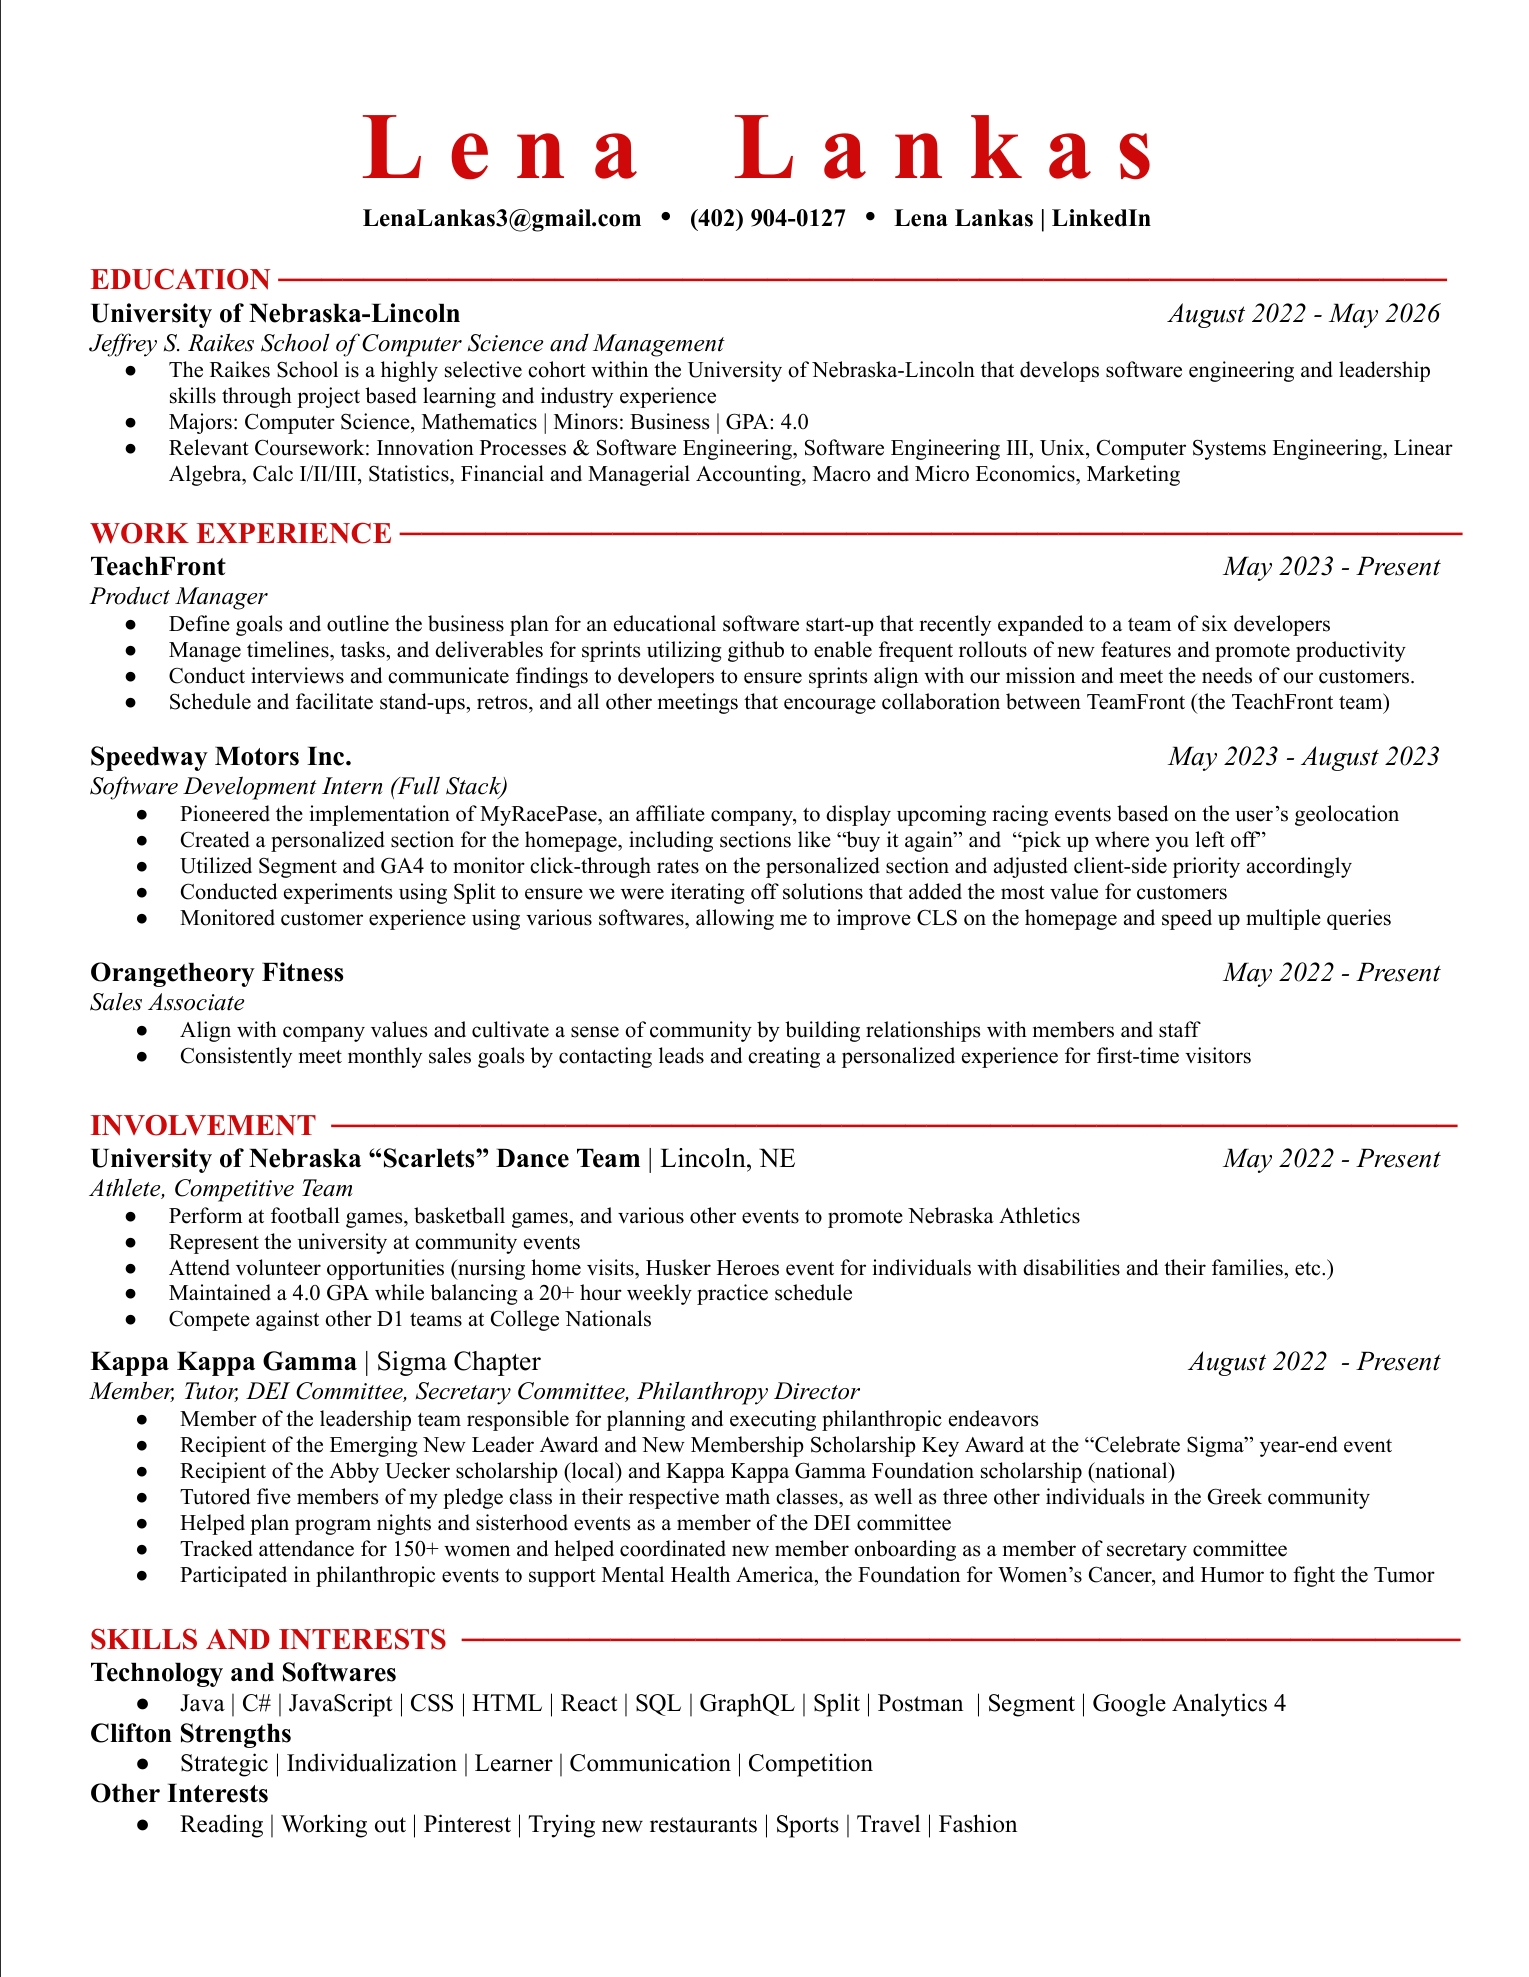 Lena Lankas
LenaLankas3@gmail.com • (402) 904-0127 • Lena Lankas | LinkedIn
EDUCATION
University of Nebraska-Lincoln August 2022 - May 2026
Jeffrey S. Raikes School of Computer Science and Management
● The Raikes School is a highly selective cohort within the University of Nebraska-Lincoln that develops software engineering and leadership
skills through project based learning and industry experience
● Majors: Computer Science, Mathematics | Minors: Business | GPA: 4.0
● Relevant Coursework: Innovation Processes & Software Engineering, Software Engineering III, Unix, Computer Systems Engineering, Linear
Algebra, Calc I/II/III, Statistics, Financial and Managerial Accounting, Macro and Micro Economics, Marketing
WORK EXPERIENCE
TeachFront May 2023 - Present
Product Manager
● Define goals and outline the business plan for an educational software start-up that recently expanded to a team of six developers
● Manage timelines, tasks, and deliverables for sprints utilizing github to enable frequent rollouts of new features and promote productivity
● Conduct interviews and communicate findings to developers to ensure sprints align with our mission and meet the needs of our customers.
● Schedule and facilitate stand-ups, retros, and all other meetings that encourage collaboration between TeamFront (the TeachFront team)
Speedway Motors Inc. May 2023 - August 2023
Software Development Intern (Full Stack)
● Pioneered the implementation of MyRacePase, an affiliate company, to display upcoming racing events based on the user’s geolocation
● Created a personalized section for the homepage, including sections like “buy it again” and “pick up where you left off”
● Utilized Segment and GA4 to monitor click-through rates on the personalized section and adjusted client-side priority accordingly
● Conducted experiments using Split to ensure we were iterating off solutions that added the most value for customers
● Monitored customer experience using various softwares, allowing me to improve CLS on the homepage and speed up multiple queries
Orangetheory Fitness May 2022 - Present
Sales Associate
● Align with company values and cultivate a sense of community by building relationships with members and staff
● Consistently meet monthly sales goals by contacting leads and creating a personalized experience for first-time visitors
INVOLVEMENT
University of Nebraska “Scarlets” Dance Team | Lincoln, NE May 2022 - Present
Athlete, Competitive Team
● Perform at football games, basketball games, and various other events to promote Nebraska Athletics
● Represent the university at community events
● Attend volunteer opportunities (nursing home visits, Husker Heroes event for individuals with disabilities and their families, etc.)
● Maintained a 4.0 GPA while balancing a 20+ hour weekly practice schedule
● Compete against other D1 teams at College Nationals
Kappa Kappa Gamma | Sigma Chapter August 2022 - Present
Member, Tutor, DEI Committee, Secretary Committee, Philanthropy Director
● Member of the leadership team responsible for planning and executing philanthropic endeavors
● Recipient of the Emerging New Leader Award and New Membership Scholarship Key Award at the “Celebrate Sigma” year-end event
● Recipient of the Abby Uecker scholarship (local) and Kappa Kappa Gamma Foundation scholarship (national)
● Tutored five members of my pledge class in their respective math classes, as well as three other individuals in the Greek community
● Helped plan program nights and sisterhood events as a member of the DEI committee
● Tracked attendance for 150+ women and helped coordinated new member onboarding as a member of secretary committee
● Participated in philanthropic events to support Mental Health America, the Foundation for Women’s Cancer, and Humor to fight the Tumor
SKILLS AND INTERESTS
Technology and Softwares
● Java | C# | JavaScript | CSS | HTML | React | SQL | GraphQL | Split | Postman | Segment | Google Analytics 4
Clifton Strengths
● Strategic | Individualization | Learner | Communication | Competition
Other Interests
● Reading | Working out | Pinterest | Trying new restaurants | Sports | Travel | Fashion